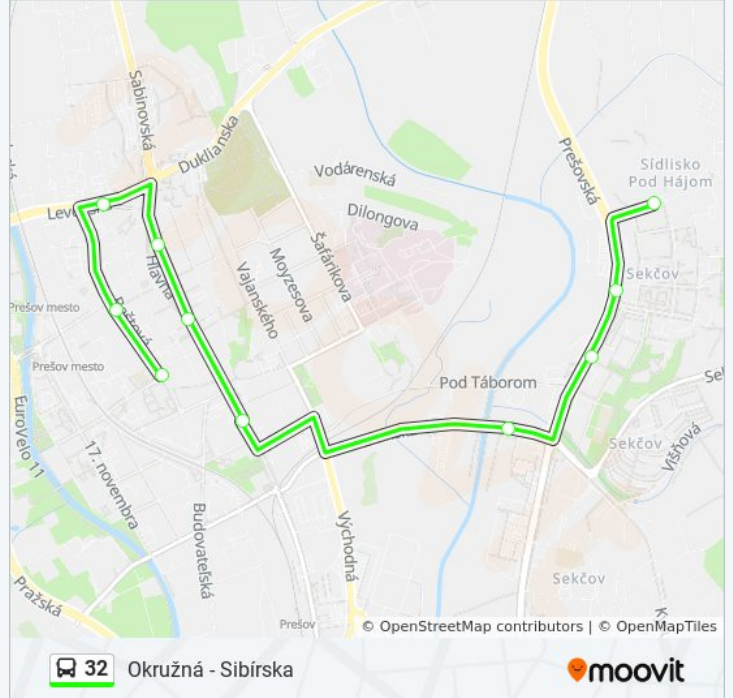 Sabinovská
Duklianska
Vodárenská
Prešovská
Sídlisko
Pod Hájom
Dilongova
Šafárikova
Hlavná
Moyzesova
Vajanského
Sekčov
Prešov mesto
Prešov mesto
Pod Táborom
EuroVelo 11
17. novembra
Sekčov
Višňová
Budovateľská
Východná
Sekčov
Pražská
Prešov
© OpenStreetMap contributors | © OpenMapTiles
32 Okružná - Sibírska
moovit